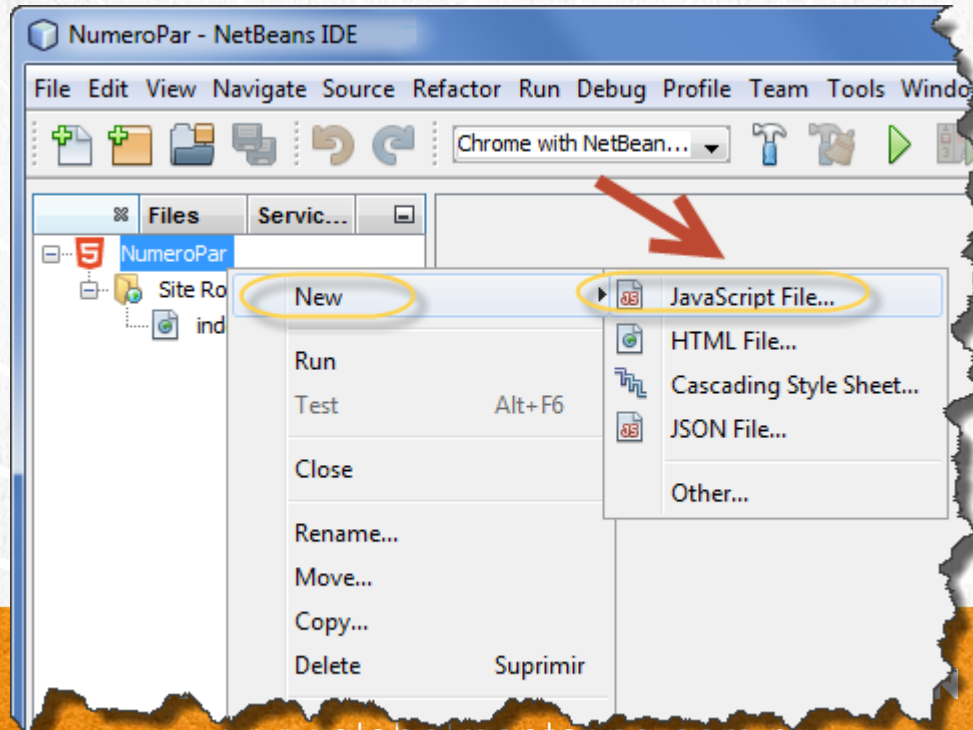 NumeroPar - NetBeans IDE
File Edit View Navigate Source Refactor Run Debug Profile Team Tools Windo
Chrome with NetBean...
Files Servic...
NumeroPar
Site Ro
ind
New
Run
Test Alt+F6
Close
Rename...
Move...
Copy...
Delete Suprimir
JavaScript File...
HTML File...
Cascading Style Sheet...
JSON File...
Other...